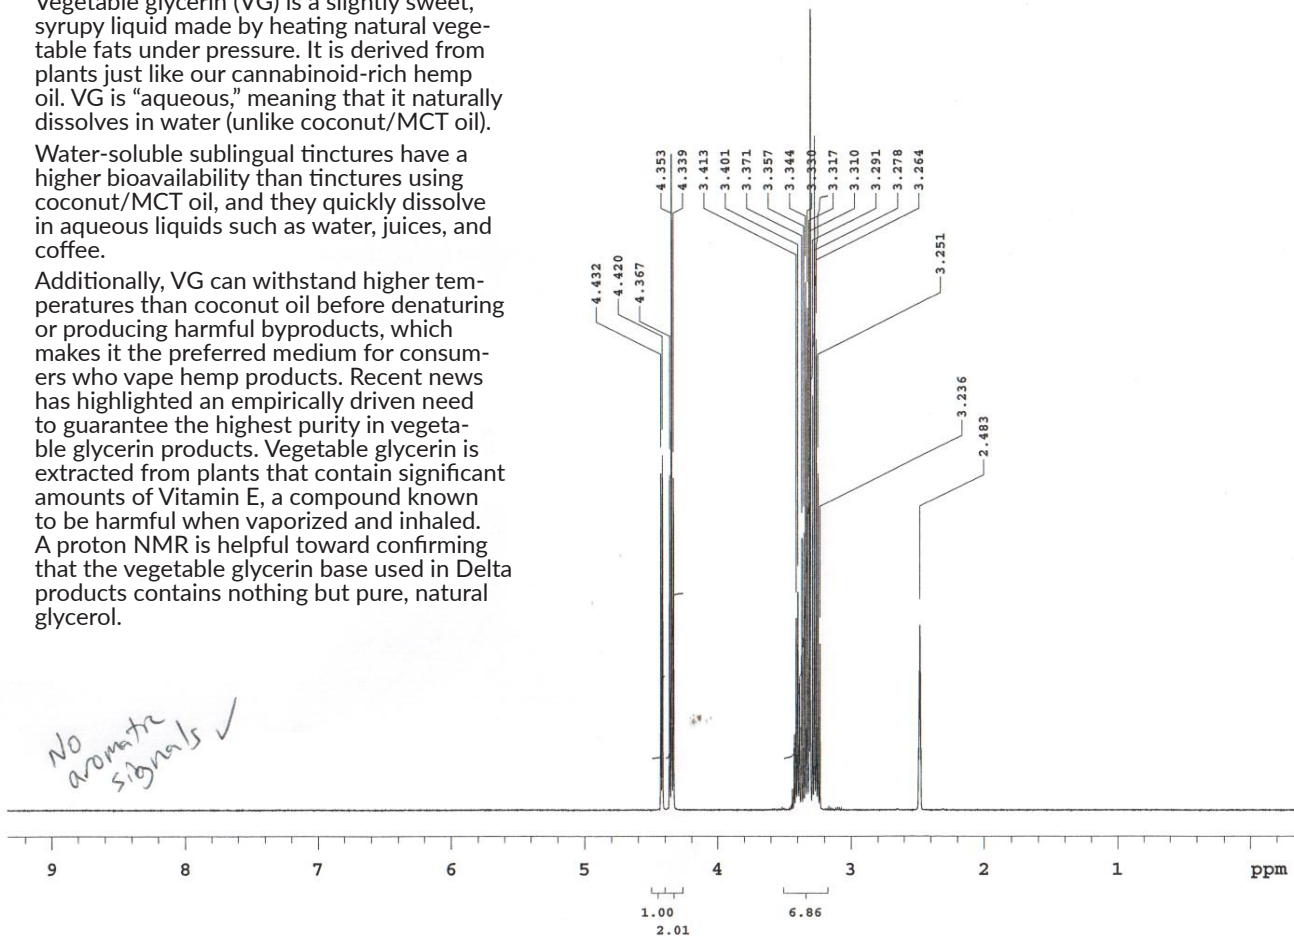 Vegetable glycerin (VG) is a slightly sweet,
syrupy liquid made by heating natural vege-
table fats under pressure. It is derived from
plants just like our cannabinoid-rich hemp
oil. VG is “aqueous,” meaning that it naturally
dissolves in water (unlike coconut/MCT oil).
Water-soluble sublingual tinctures have a
higher bioavailability than tinctures using
coconut/MCT oil, and they quickly dissolve
in aqueous liquids such as water, juices, and
coffee.
Additionally, VG can withstand higher tem-
peratures than coconut oil before denaturing
or producing harmful byproducts, which
makes it the preferred medium for consum-
ers who vape hemp products. Recent news
has highlighted an empirically driven need
to guarantee the highest purity in vegeta-
ble glycerin products. Vegetable glycerin is
extracted from plants that contain significant
amounts of Vitamin E, a compound known
to be harmful when vaporized and inhaled.
A proton NMR is helpful toward confirming
that the vegetable glycerin base used in Delta
products contains nothing but pure, natural
glycerol.
No
aromatic
signals ✓
4.432
4.420
4.367
4.353
4.339
3.413
3.401
3.371
3.357
3.344
3.330
3.317
3.310
3.291
3.278
3.264
3.251
3.236
2.483
9 8 7 6 5 4 3 2 1 ppm
1.00 6.86
2.01